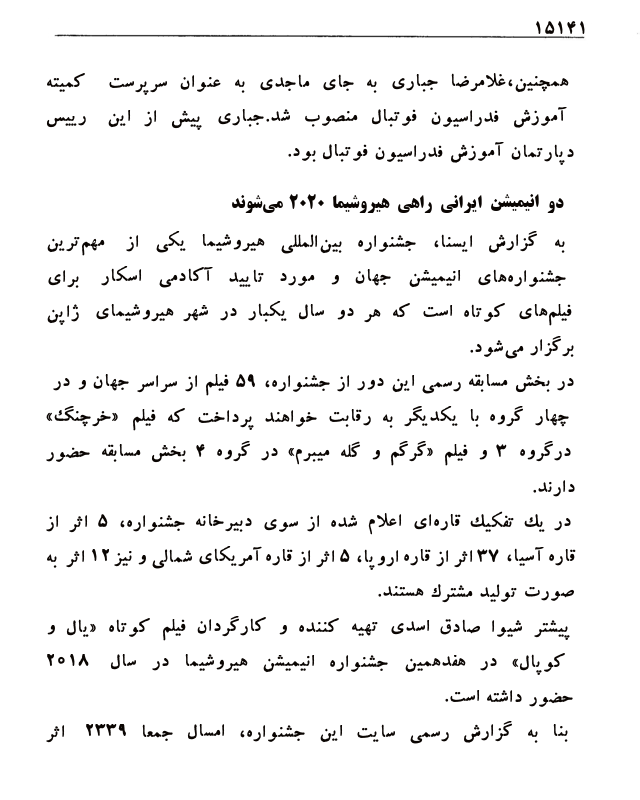 ۱۵۱۴۱
همچنین،غلامرضا جباری به جای ماجدی به عنوان سرپرست کمیته
آموزش فدراسیون فوتبال منصوب شد.جباری پیش از این رییس
دپارتمان آموزش فدراسیون فوتبال بود.
دو انیمیشن ایرانی راهی هیروشیما ۲۰۲۰ می‌شوند
به گزارش ایسنا، جشنواره بین‌المللی هیروشیما یکی از مهم‌ترین
جشنواره‌های انیمیشن جهان و مورد تایید آکادمی اسکار برای
فیلم‌های کوتاه است که هر دو سال یکبار در شهر هیروشیمای ژاپن
برگزار می‌شود.
در بخش مسابقه رسمی این دور از جشنواره، ۵۹ فیلم از سراسر جهان و در
چهار گروه با یکدیگر به رقابت خواهند پرداخت که فیلم «خرچنگ»
درگروه ۳ و فیلم «گرگم و گله میبرم» در گروه ۴ بخش مسابقه حضور
دارند.
در یك تفکیك قاره‌ای اعلام شده از سوی دبیرخانه جشنواره، ۵ اثر از
قاره آسیا، ۳۷ اثر از قاره اروپا، ۵ اثر از قاره آمریکای شمالی و نیز ۱۲ اثر به
صورت تولید مشترك هستند.
پیشتر شیوا صادق اسدی تهیه کننده و کارگردان فیلم کوتاه «یال و
کوپال» در هفدهمین جشنواره انیمیشن هیروشیما در سال ۲۰۱۸
حضور داشته است.
بنا به گزارش رسمی سایت این جشنواره، امسال جمعا ۲۳۳۹ اثر